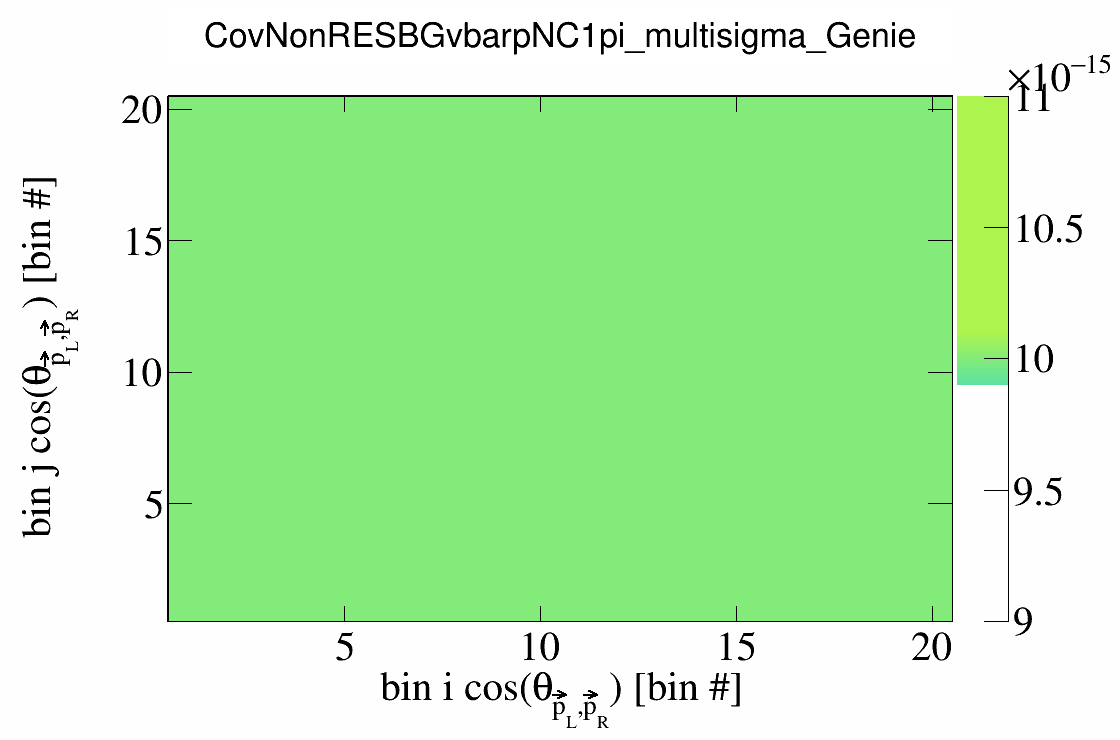 CovNonRESBGvbarpNC1pi_multisigma_Genie
×10⁻¹⁵
11
10.5
10
9.5
9
20
15
10
5
bin j cos(θ_{p⃗_L,p⃗_R}) [bin #]
5 10 15 20
bin i cos(θ_{p⃗_L,p⃗_R}) [bin #]